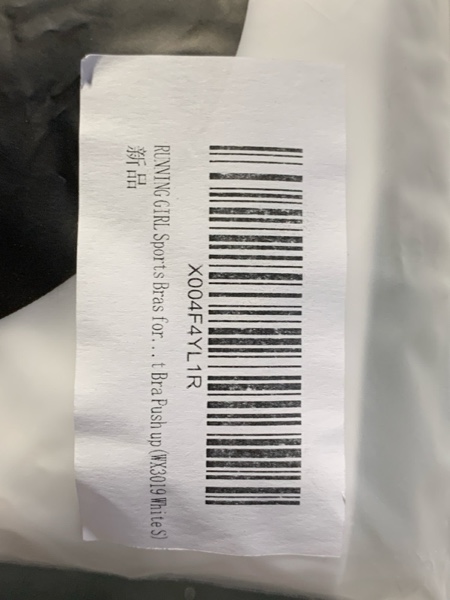 X004F4YL1R
RUNNING GIRL Sports Bras for...t Bra Push up (WX3019 White S)
新品